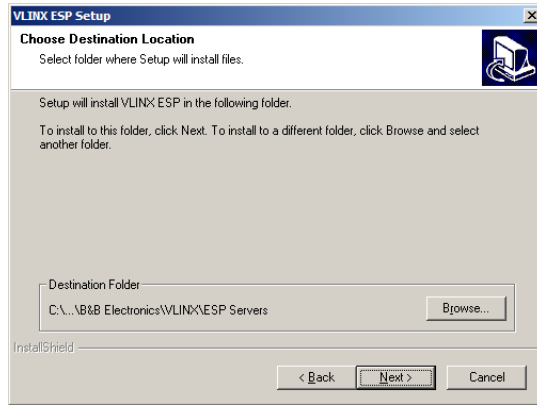 VLINX ESP Setup
Choose Destination Location
Select folder where Setup will install files.
Setup will install VLINX ESP in the following folder.
To install to this folder, click Next. To install to a different folder, click Browse and select
another folder.
Destination Folder
C:\...\B&B Electronics\VLINX\ESP Servers
Browse...
InstallShield
< Back
Next >
Cancel